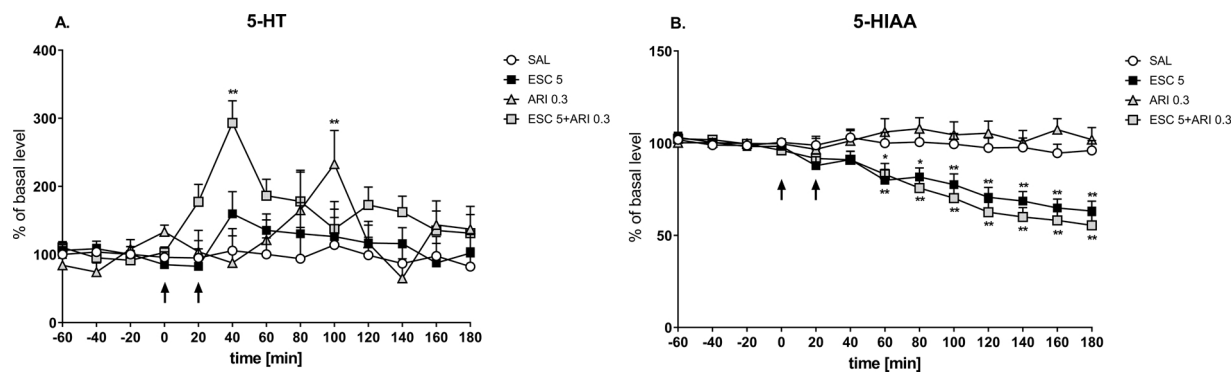 A.
5-HT
400
300
200
100
0
% of basal level
-60 -40 -20 0 20 40 60 80 100 120 140 160 180
time [min]
**
**
SAL
ESC 5
ARI 0.3
ESC 5+ARI 0.3
B.
5-HIAA
150
100
50
0
% of basal level
-60 -40 -20 0 20 40 60 80 100 120 140 160 180
time [min]
* * ** ** ** ** **
** ** ** ** ** ** **
SAL
ESC 5
ARI 0.3
ESC 5+ARI 0.3